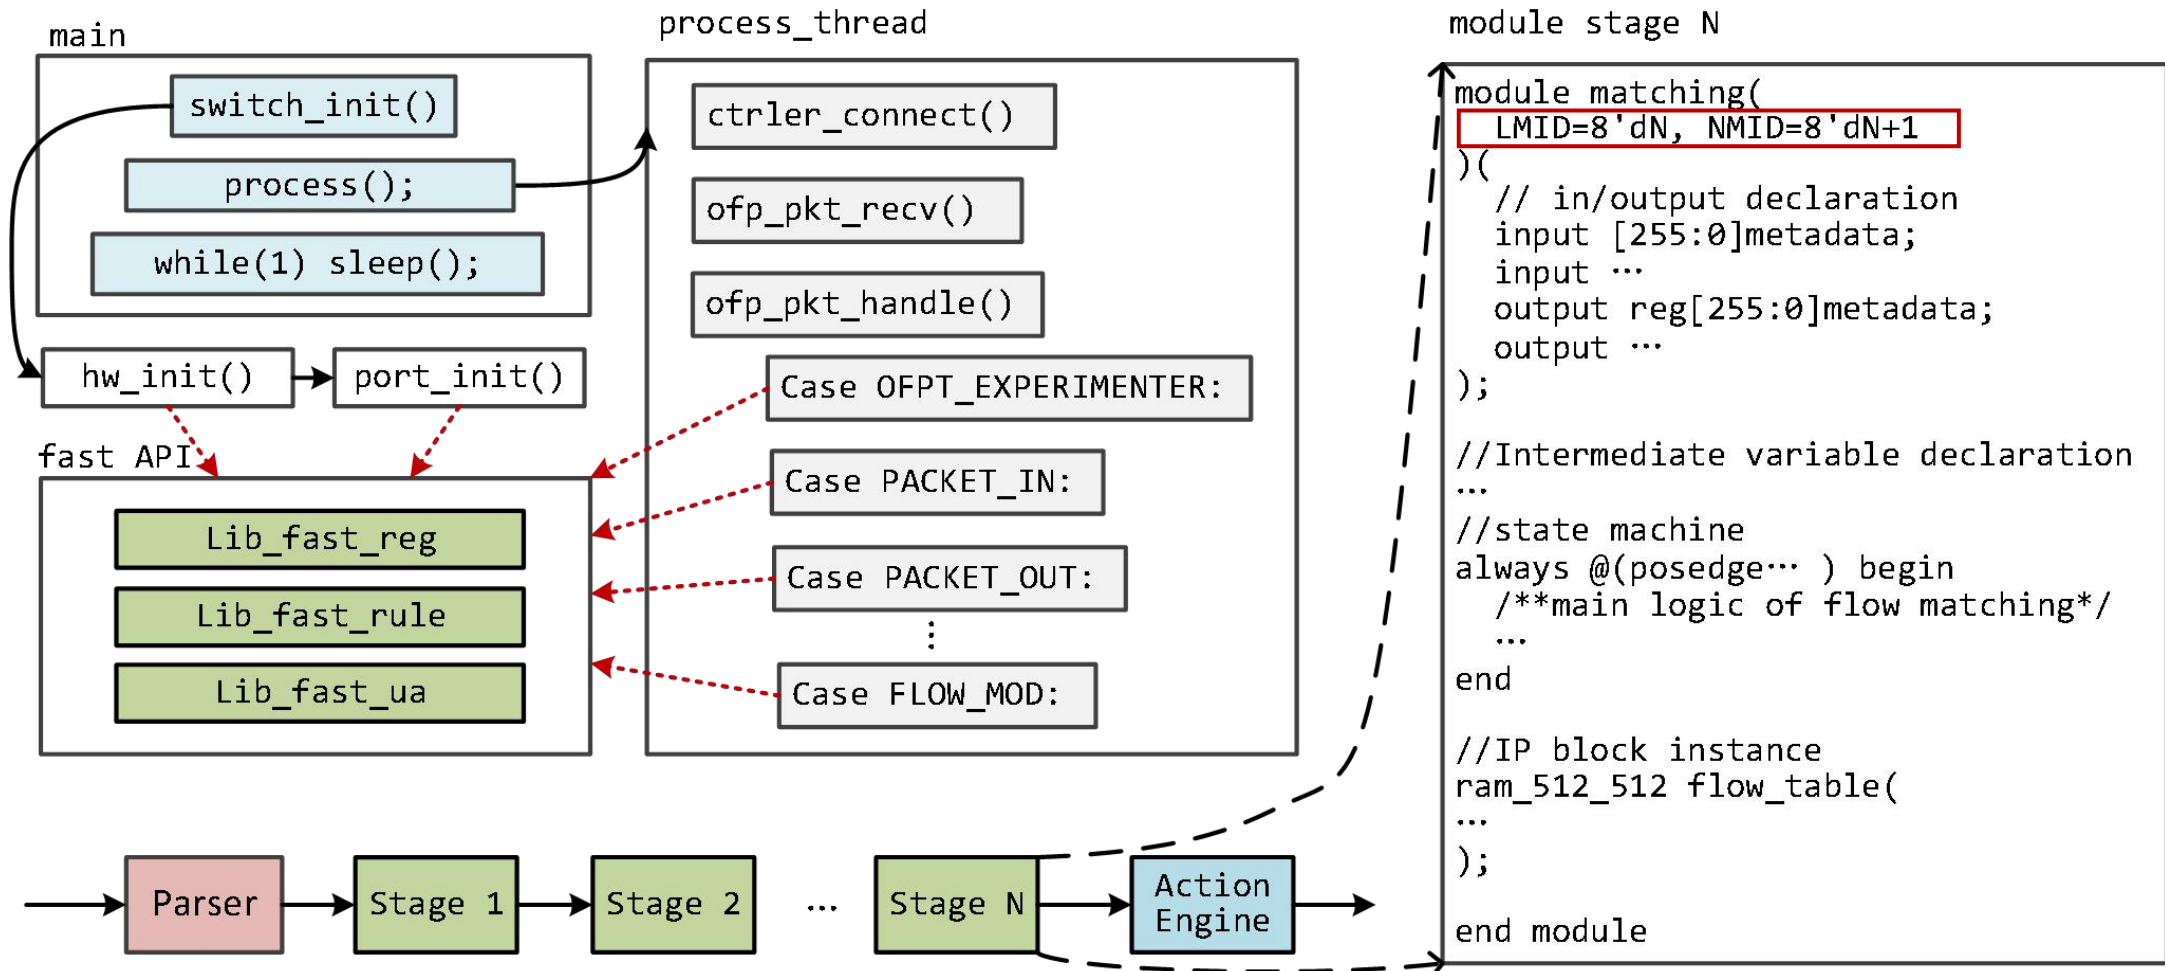 main
switch_init()
process();
while(1) sleep();
hw_init()
port_init()
fast API
Lib_fast_reg
Lib_fast_rule
Lib_fast_ua
process_thread
ctrler_connect()
ofp_pkt_recv()
ofp_pkt_handle()
Case OFPT_EXPERIMENTER:
Case PACKET_IN:
Case PACKET_OUT:
⋮
Case FLOW_MOD:
Parser
Stage 1
Stage 2
…
Stage N
Action
Engine
module stage N
module matching(
LMID=8'dN, NMID=8'dN+1
)(
// in/output declaration
input [255:0]metadata;
input …
output reg[255:0]metadata;
output …
);
//Intermediate variable declaration
…
//state machine
always @(posedge… ) begin
/**main logic of flow matching*/
…
end
//IP block instance
ram_512_512 flow_table(
…
);
end module